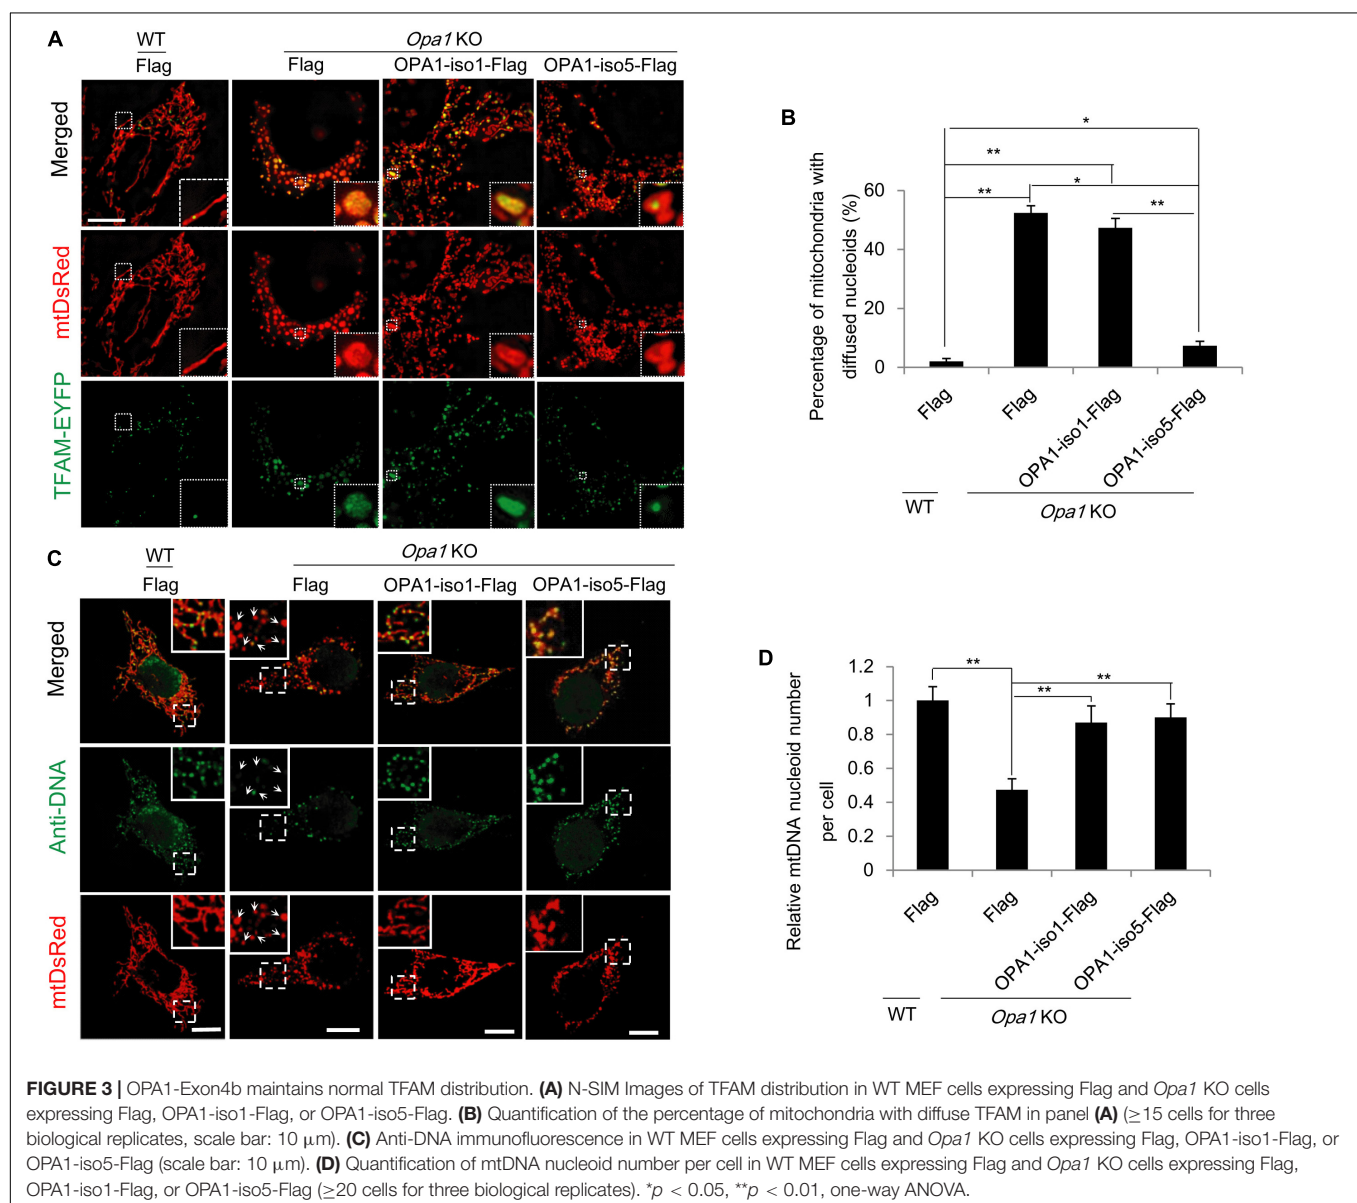 A
WT
Flag
Opa1 KO
Flag
OPA1-iso1-Flag
OPA1-iso5-Flag
Merged
mtDsRed
TFAM-EYFP
B
Percentage of mitochondria with
diffused nucleoids (%)
60
40
20
0
*
**
**
*
**
Flag
Flag
OPA1-iso1-Flag
OPA1-iso5-Flag
WT
Opa1 KO
C
WT
Flag
Opa1 KO
Flag
OPA1-iso1-Flag
OPA1-iso5-Flag
Merged
Anti-DNA
mtDsRed
D
Relative mtDNA nucleoid number
per cell
1.2
1
0.8
0.6
0.4
0.2
0
**
**
**
Flag
Flag
OPA1-iso1-Flag
OPA1-iso5-Flag
WT
Opa1 KO
FIGURE 3 | OPA1-Exon4b maintains normal TFAM distribution. (A) N-SIM Images of TFAM distribution in WT MEF cells expressing Flag and Opa1 KO cells
expressing Flag, OPA1-iso1-Flag, or OPA1-iso5-Flag. (B) Quantification of the percentage of mitochondria with diffuse TFAM in panel (A) (≥15 cells for three
biological replicates, scale bar: 10 μm). (C) Anti-DNA immunofluorescence in WT MEF cells expressing Flag and Opa1 KO cells expressing Flag, OPA1-iso1-Flag, or
OPA1-iso5-Flag (scale bar: 10 μm). (D) Quantification of mtDNA nucleoid number per cell in WT MEF cells expressing Flag and Opa1 KO cells expressing Flag,
OPA1-iso1-Flag, or OPA1-iso5-Flag (≥20 cells for three biological replicates). *p < 0.05, **p < 0.01, one-way ANOVA.